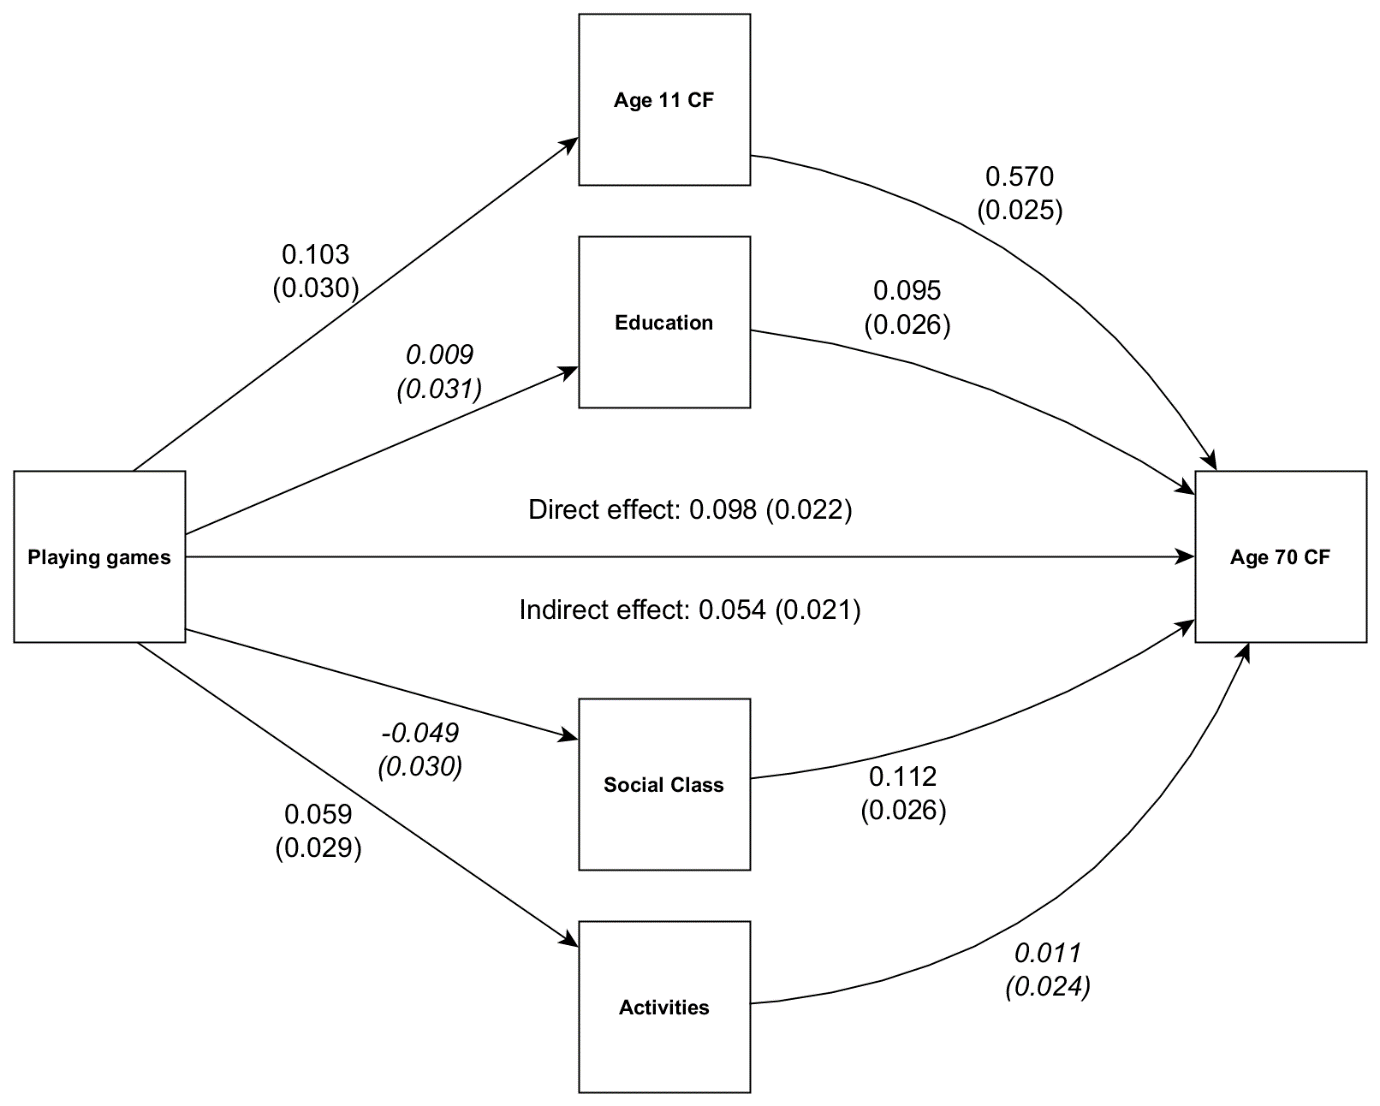 Age 11 CF
0.570
(0.025)
0.103
(0.030)
0.095
(0.026)
Education
0.009
(0.031)
Direct effect: 0.098 (0.022)
Playing games
Age 70 CF
Indirect effect: 0.054 (0.021)
-0.049
(0.030)
Social Class
0.112
(0.026)
0.059
(0.029)
0.011
(0.024)
Activities